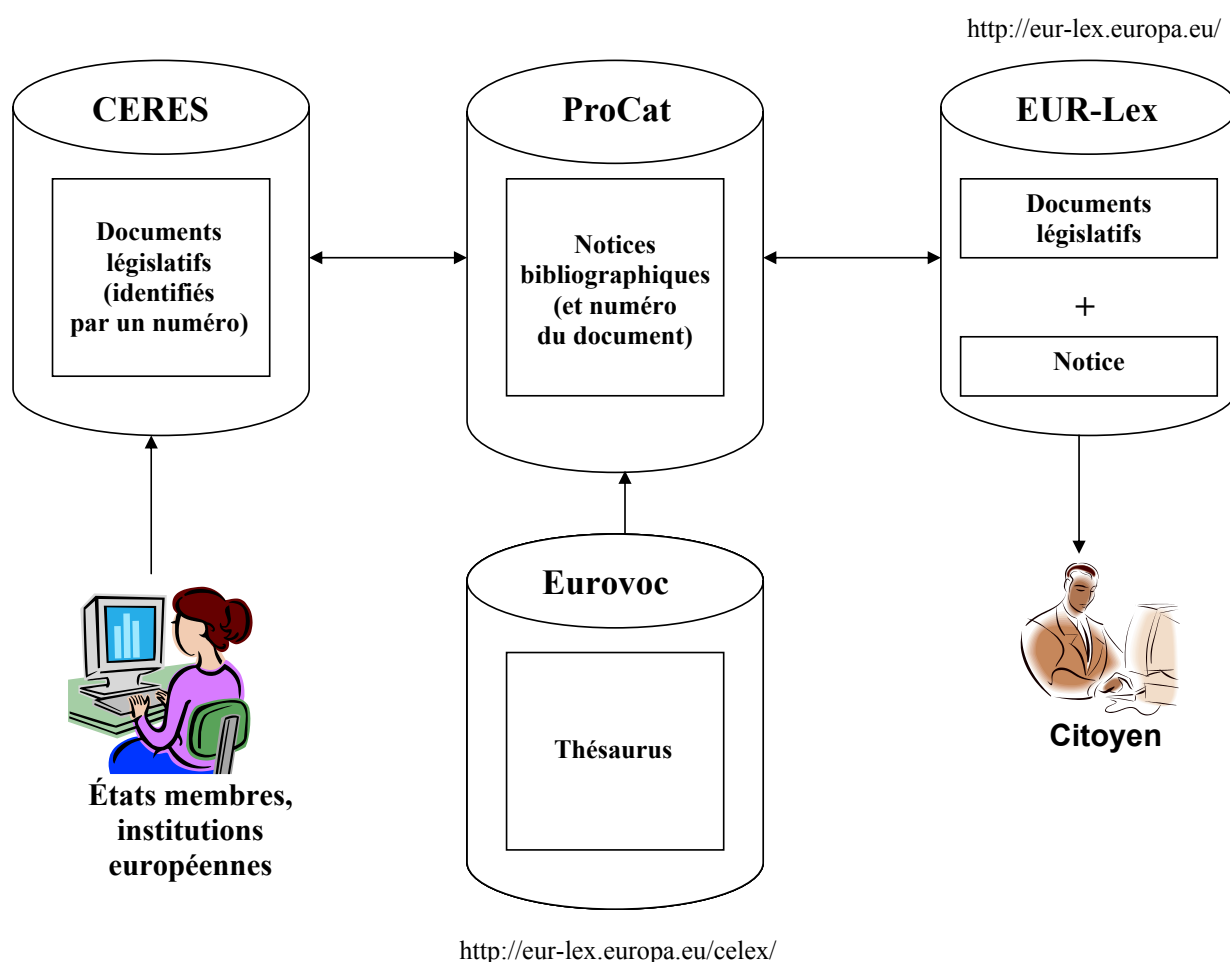 http://eur-lex.europa.eu/
CERES
Documents
législatifs
(identifiés
par un numéro)
ProCat
Notices
bibliographiques
(et numéro
du document)
EUR-Lex
Documents
législatifs
+
Notice
Eurovoc
Thésaurus
États membres,
institutions
européennes
Citoyen
http://eur-lex.europa.eu/celex/